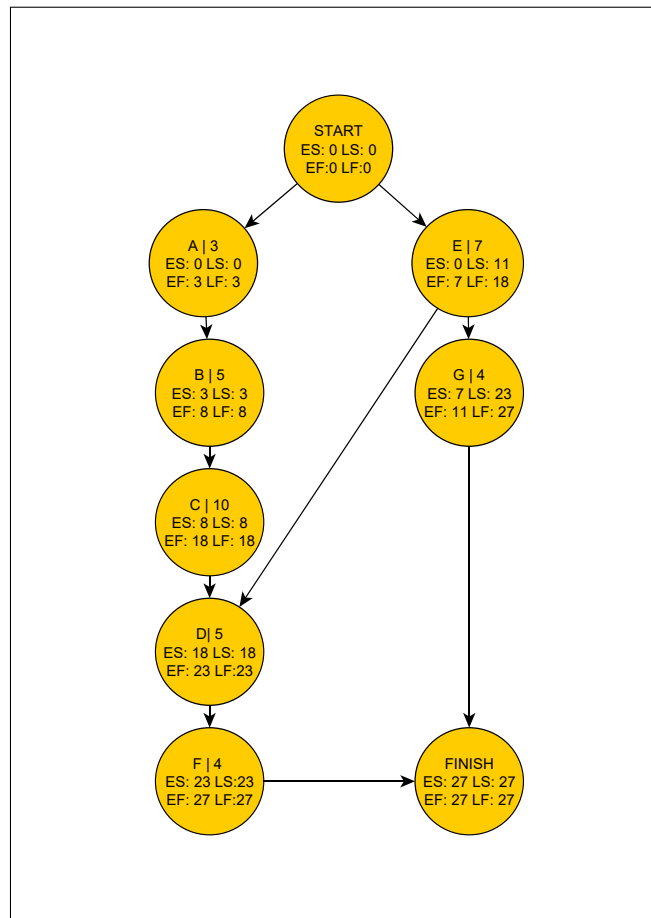 START
ES: 0 LS: 0
EF:0 LF:0
A | 3
ES: 0 LS: 0
EF: 3 LF: 3
E | 7
ES: 0 LS: 11
EF: 7 LF: 18
B | 5
ES: 3 LS: 3
EF: 8 LF: 8
G | 4
ES: 7 LS: 23
EF: 11 LF: 27
C | 10
ES: 8 LS: 8
EF: 18 LF: 18
D| 5
ES: 18 LS: 18
EF: 23 LF:23
F | 4
ES: 23 LS:23
EF: 27 LF:27
FINISH
ES: 27 LS: 27
EF: 27 LF: 27